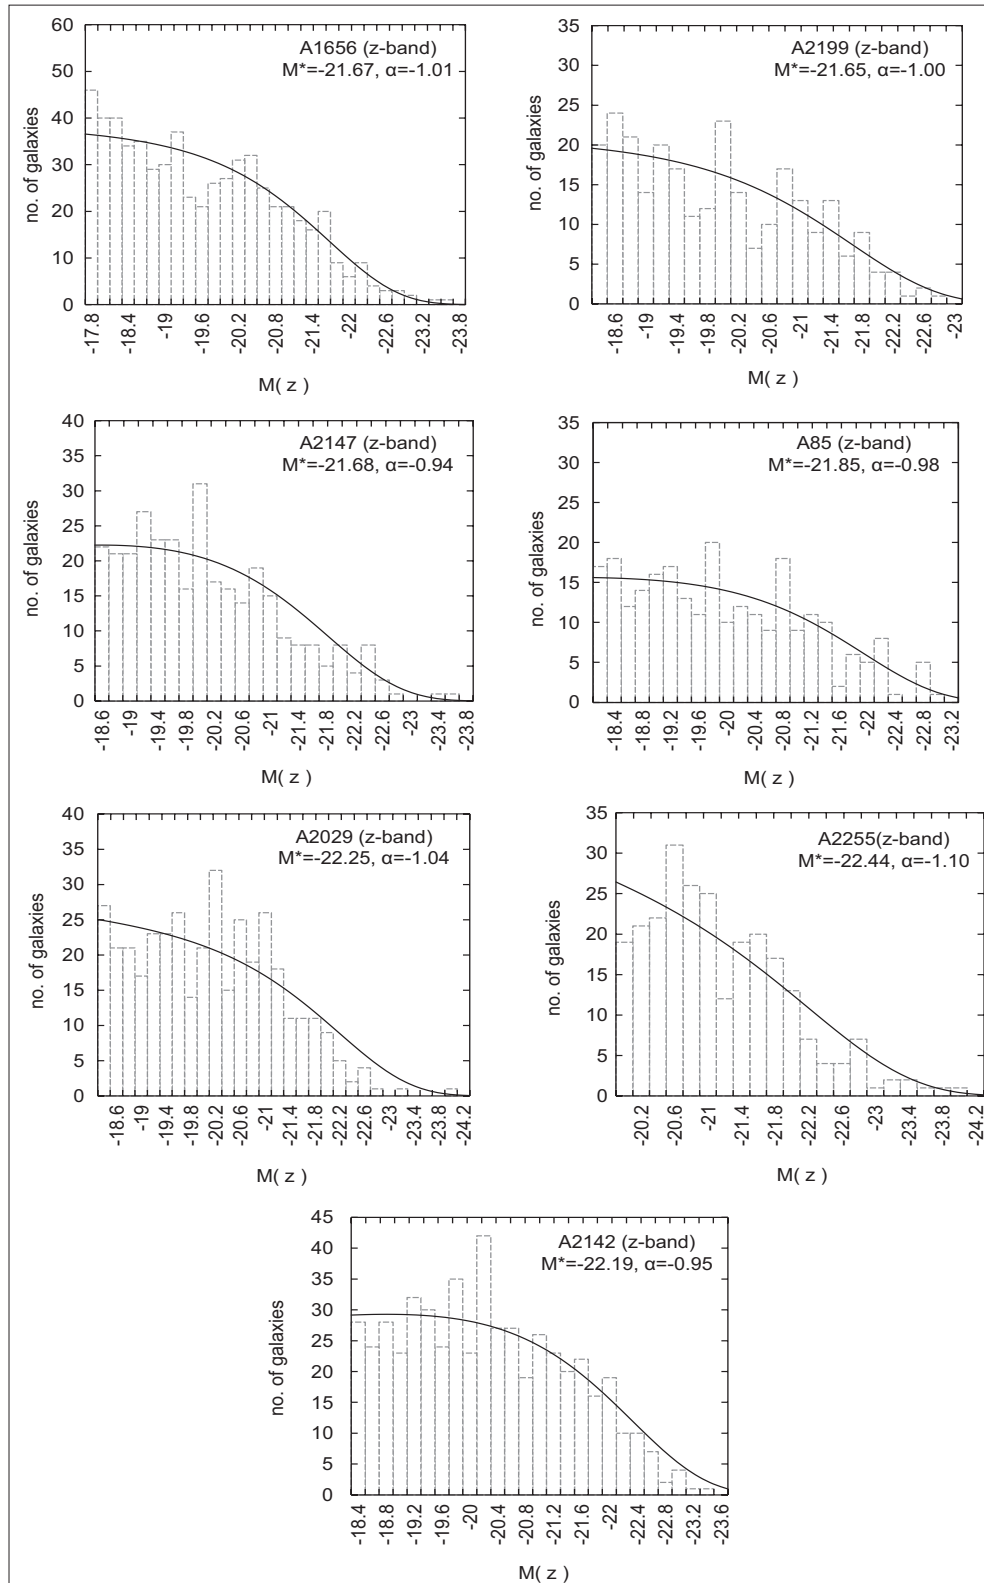 A1656 (z-band)
M*=-21.67, α=-1.01
no. of galaxies
60
50
40
30
20
10
0
-17.8 -18.4 -19 -19.6 -20.2 -20.8 -21.4 -22 -22.6 -23.2 -23.8
M( z )
A2199 (z-band)
M*=-21.65, α=-1.00
no. of galaxies
35
30
25
20
15
10
5
0
-18.6 -19 -19.4 -19.8 -20.2 -20.6 -21 -21.4 -21.8 -22.2 -22.6 -23
M( z )
A2147 (z-band)
M*=-21.68, α=-0.94
no. of galaxies
40
35
30
25
20
15
10
5
0
-18.6 -19 -19.4 -19.8 -20.2 -20.6 -21 -21.4 -21.8 -22.2 -22.6 -23 -23.4 -23.8
M( z )
A85 (z-band)
M*=-21.85, α=-0.98
no. of galaxies
35
30
25
20
15
10
5
0
-18.4 -18.8 -19.2 -19.6 -20 -20.4 -20.8 -21.2 -21.6 -22 -22.4 -22.8 -23.2
M( z )
A2029 (z-band)
M*=-22.25, α=-1.04
no. of galaxies
40
35
30
25
20
15
10
5
0
-18.6 -19 -19.4 -19.8 -20.2 -20.6 -21 -21.4 -21.8 -22.2 -22.6 -23 -23.4 -23.8 -24.2
M( z )
A2255(z-band)
M*=-22.44, α=-1.10
no. of galaxies
35
30
25
20
15
10
5
0
-20.2 -20.6 -21 -21.4 -21.8 -22.2 -22.6 -23 -23.4 -23.8 -24.2
M( z )
A2142 (z-band)
M*=-22.19, α=-0.95
no. of galaxies
45
40
35
30
25
20
15
10
5
0
-18.4 -18.8 -19.2 -19.6 -20 -20.4 -20.8 -21.2 -21.6 -22 -22.4 -22.8 -23.2 -23.6
M( z )